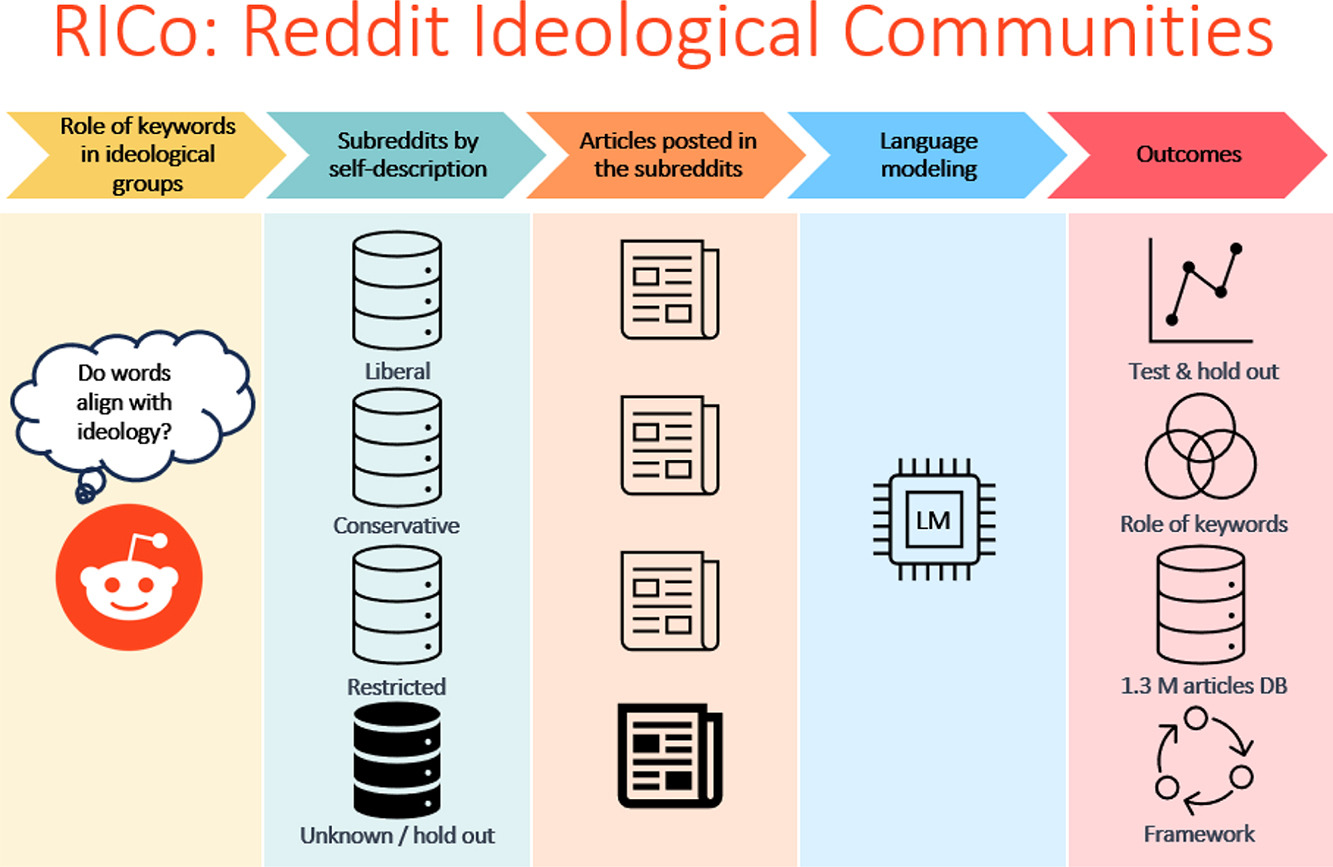 RICo: Reddit Ideological Communities
Role of keywords
in ideological
groups
Subreddits by
self-description
Articles posted in
the subreddits
Language
modeling
Outcomes
Do words
align with
ideology?
Liberal
Conservative
Restricted
Unknown / hold out
LM
Test & hold out
Role of keywords
1.3 M articles DB
Framework